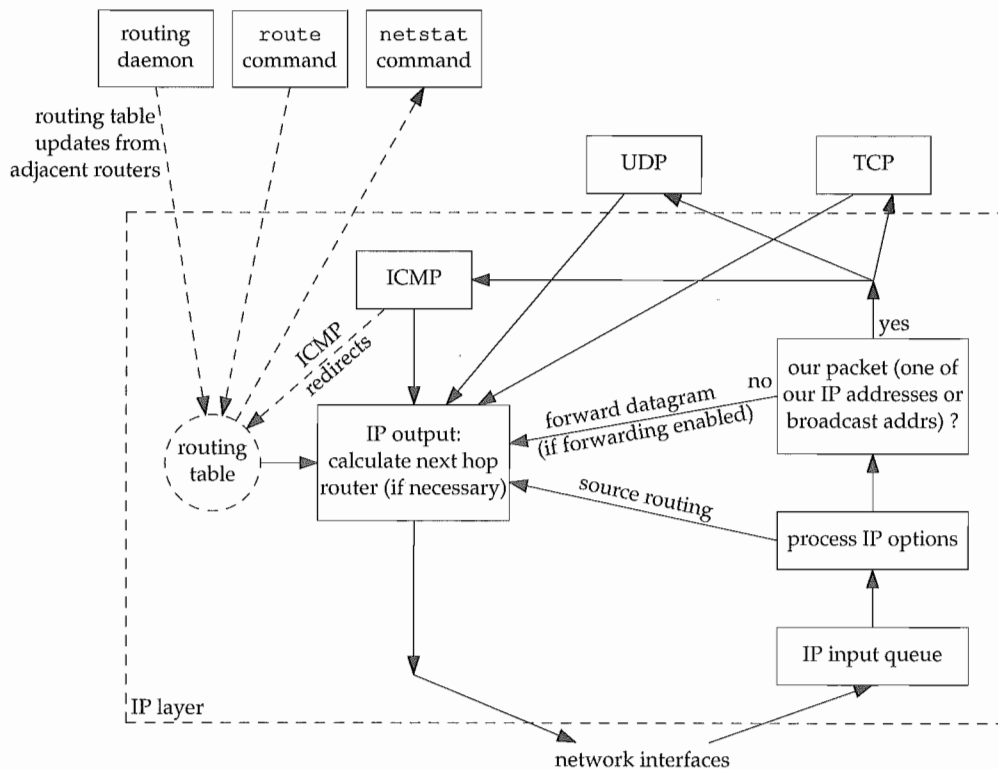 routing
daemon
route
command
netstat
command
routing table
updates from
adjacent routers
UDP
TCP
ICMP
ICMP
redirects
yes
our packet (one of
our IP addresses or
broadcast addrs) ?
no
forward datagram
(if forwarding enabled)
IP output:
calculate next hop
router (if necessary)
routing
table
source routing
process IP options
IP input queue
IP layer
network interfaces